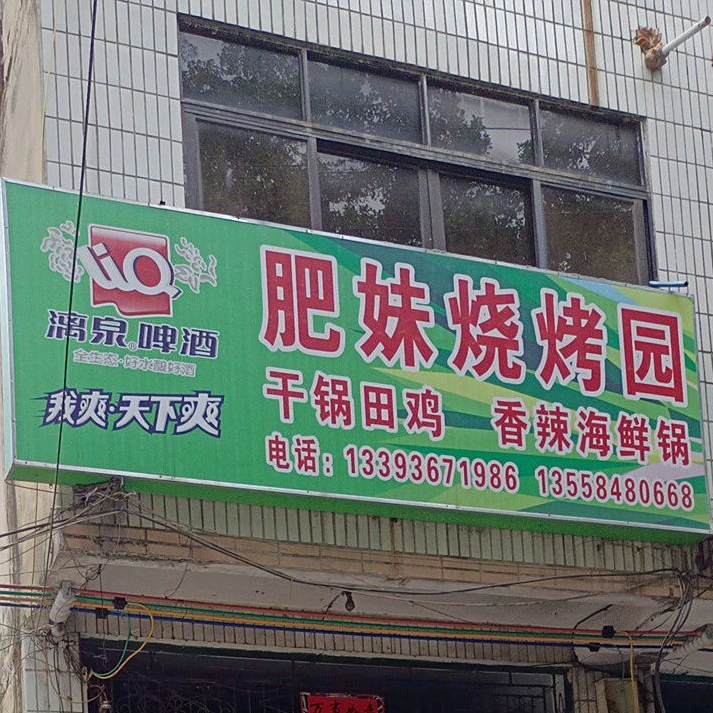 LQ
漓泉®啤酒
全生态·好水酿好酒
我爽·天下爽
肥妹烧烤园
干锅田鸡 香辣海鲜锅
电话：13393671986 13558480668